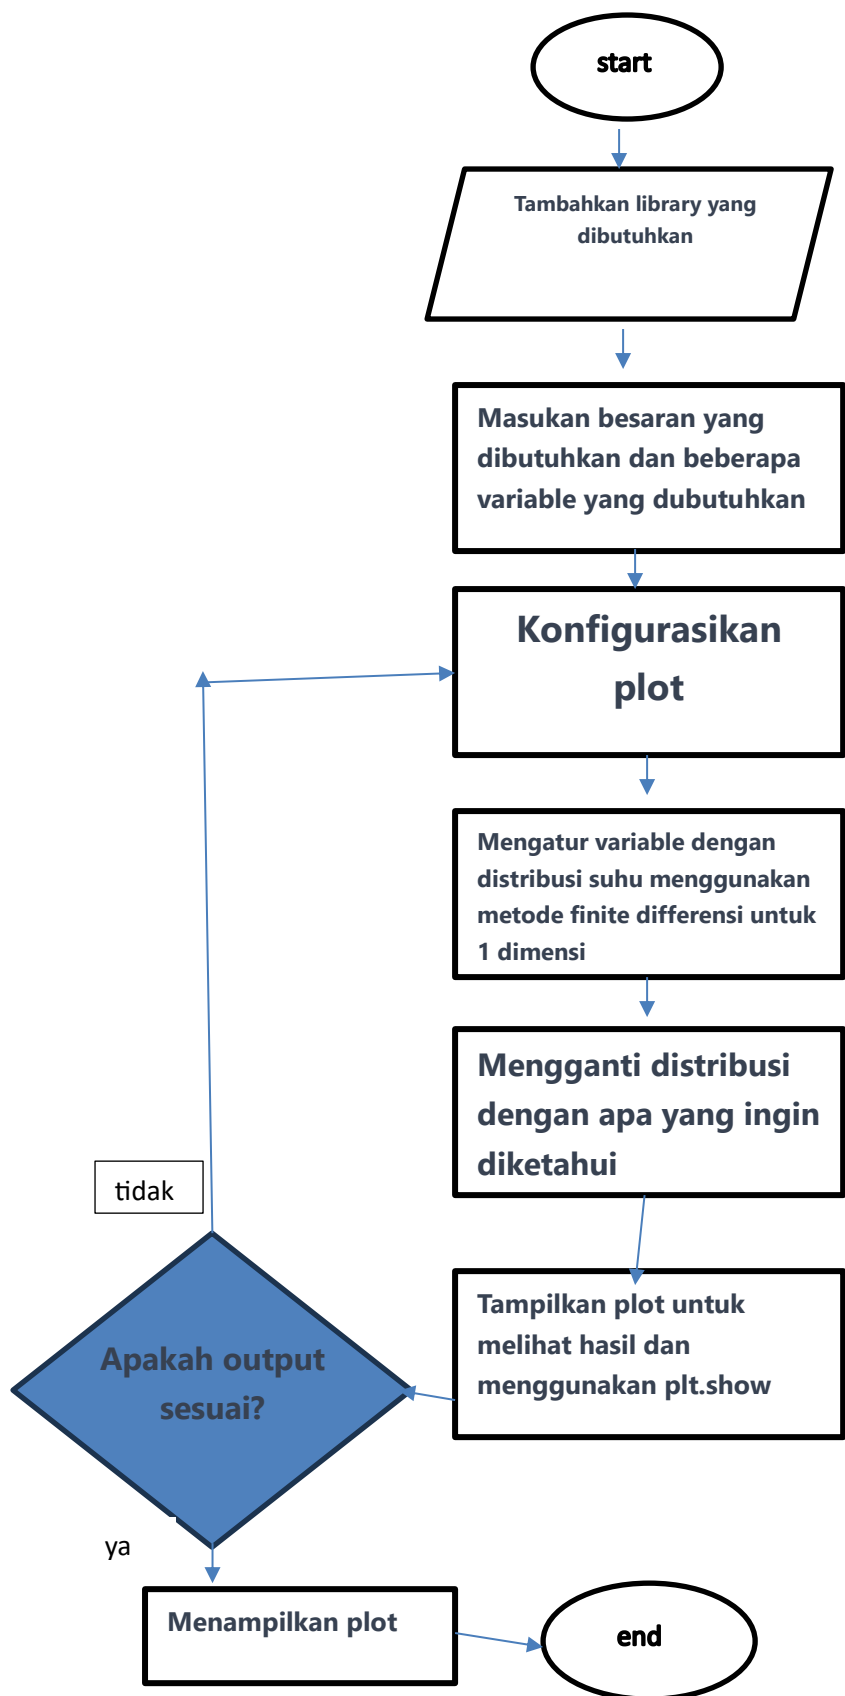 start
Tambahkan library yang
dibutuhkan
Masukan besaran yang
dibutuhkan dan beberapa
variable yang dubutuhkan
Konfigurasikan
plot
Mengatur variable dengan
distribusi suhu menggunakan
metode finite differensi untuk
1 dimensi
Mengganti distribusi
dengan apa yang ingin
diketahui
Tampilkan plot untuk
melihat hasil dan
menggunakan plt.show
Apakah output
sesuai?
tidak
ya
Menampilkan plot
end